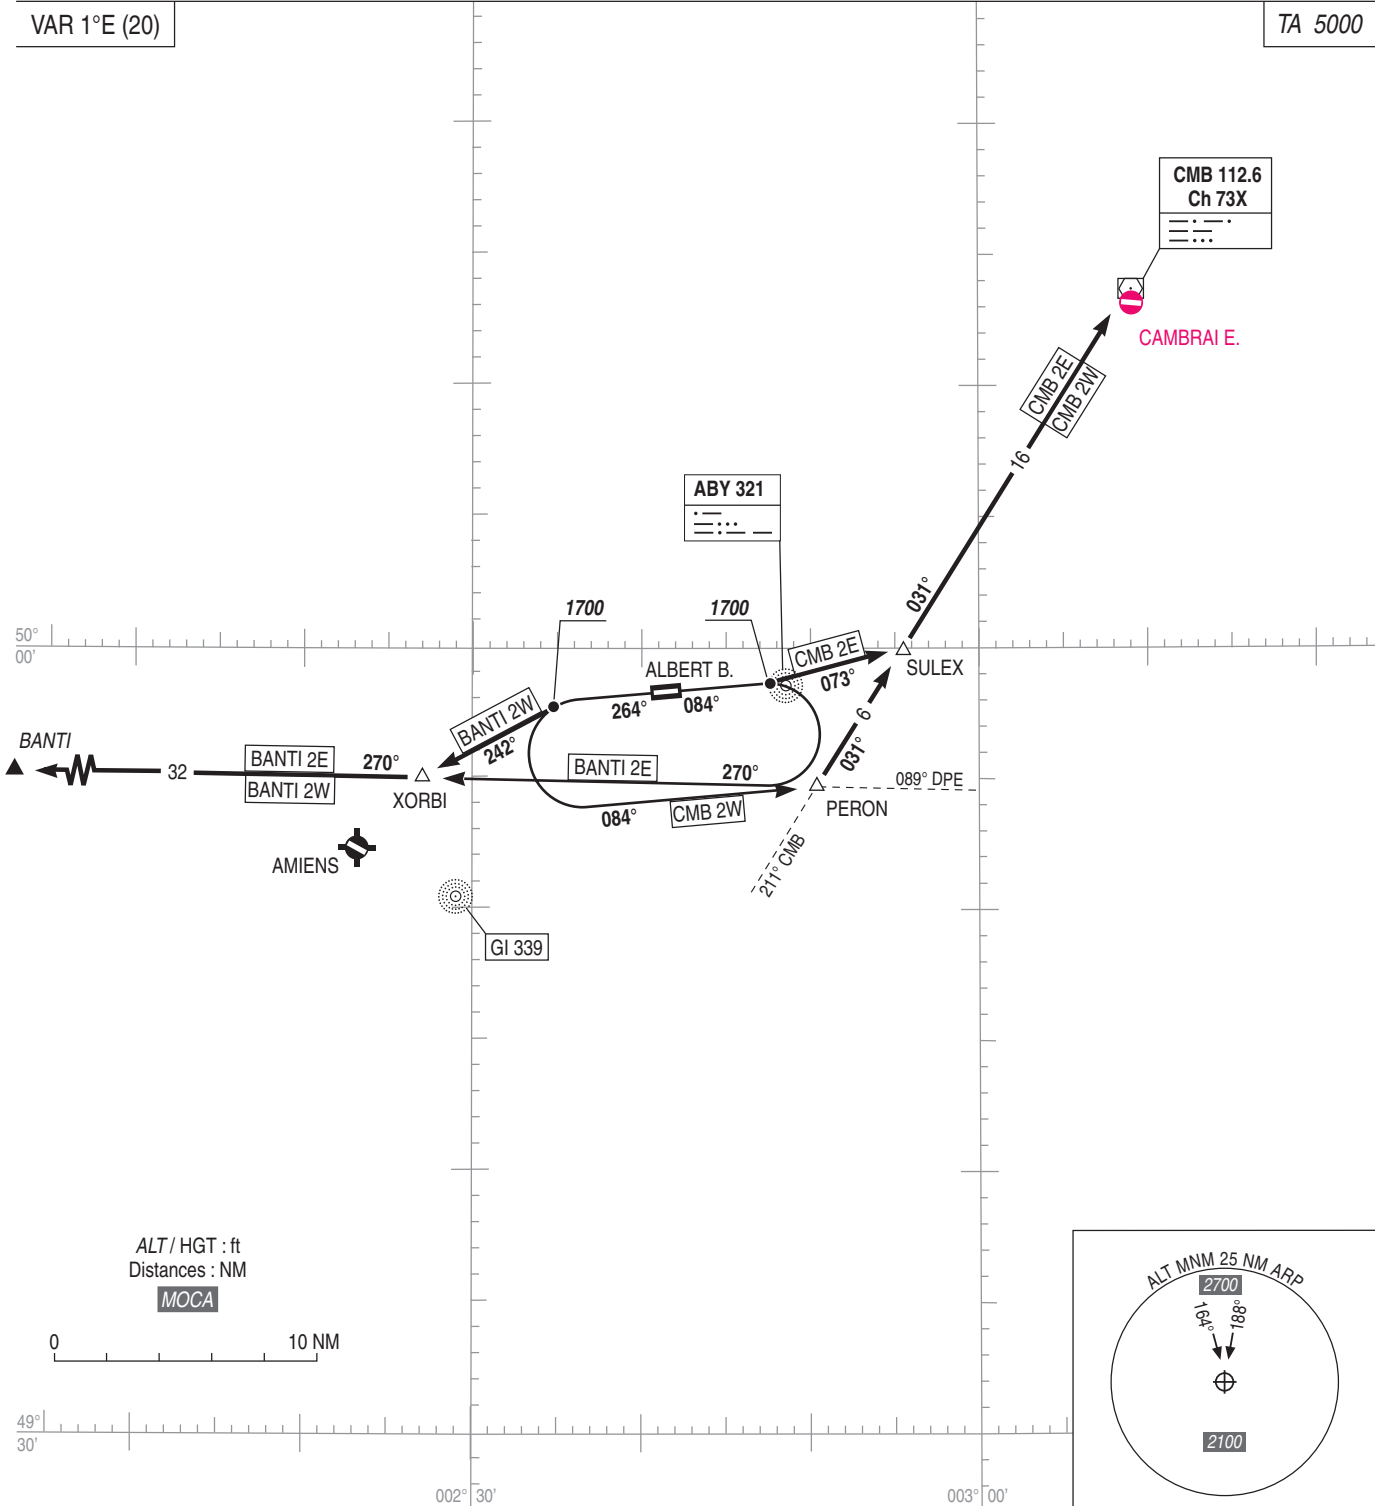 VAR 1°E (20)
TA 5000
CMB 112.6
Ch 73X
CAMBRAI E.
CMB 2E
CMB 2W
16
ABY 321
031°
1700
1700
50°
00'
CMB 2E
SULEX
ALBERT B.
073°
264°
084°
BANTI 2W
242°
6
031°
BANTI
32
BANTI 2E
BANTI 2W
270°
XORBI
BANTI 2E
270°
089° DPE
PERON
084°
CMB 2W
211° CMB
AMIENS
GI 339
ALT / HGT : ft
Distances : NM
MOCA
0
10 NM
ALT MNM 25 NM ARP
2700
164°
188°
2100
49°
30'
002° 30'
003° 00'